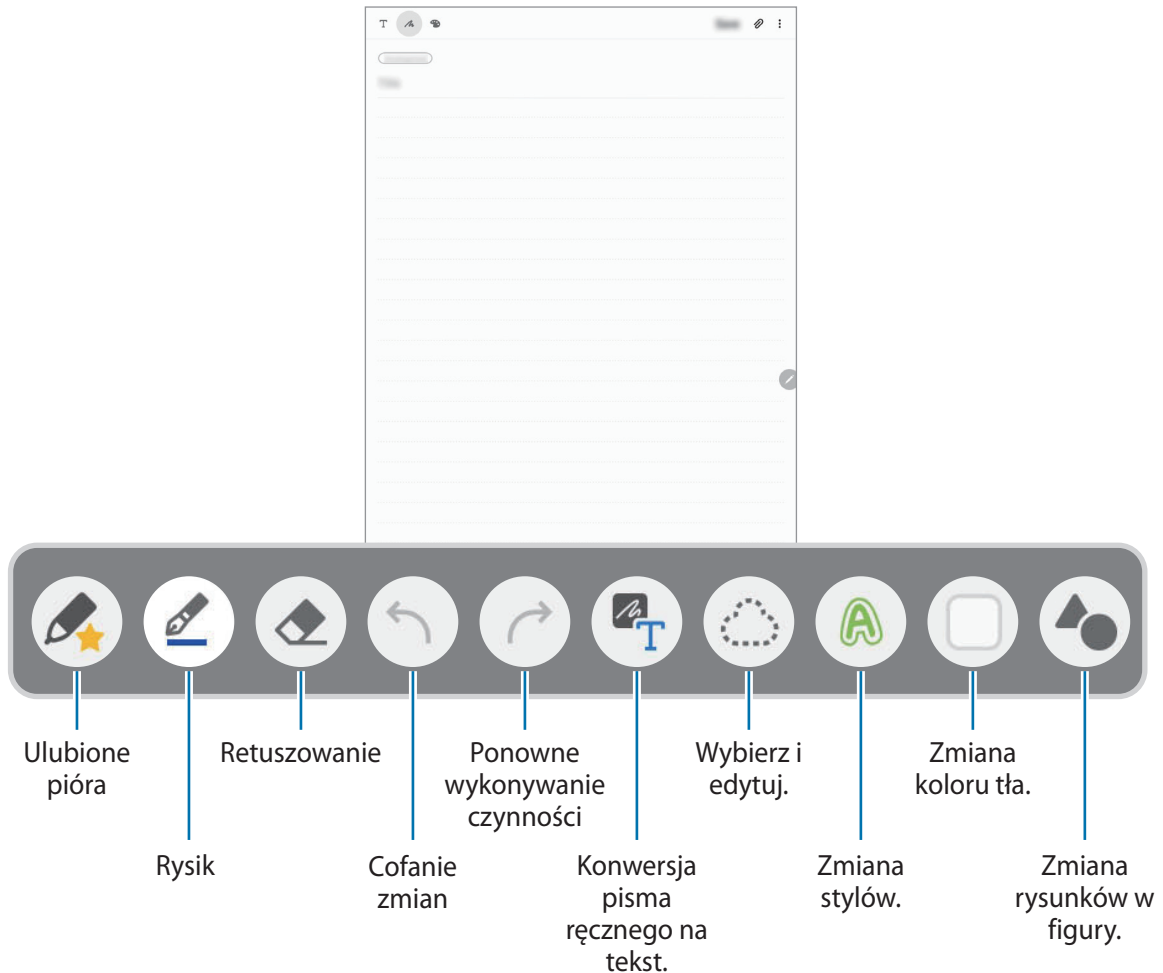 T
Ulubione
pióra
Rysik
Retuszowanie
Cofanie
zmian
Ponowne
wykonywanie
czynności
Konwersja
pisma
ręcznego na
tekst.
Wybierz i
edytuj.
Zmiana
stylów.
Zmiana
koloru tła.
Zmiana
rysunków w
figury.